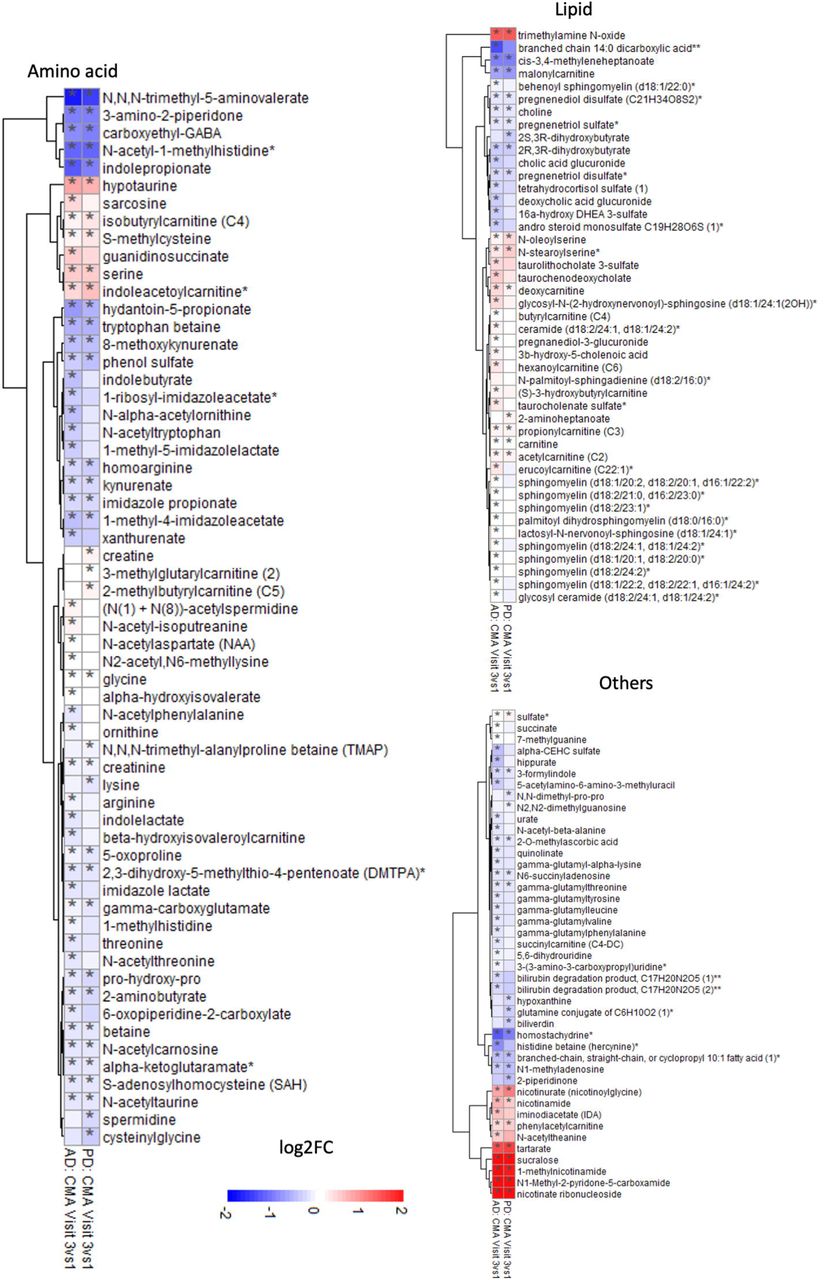 Amino acid
N,N,N-trimethyl-5-aminovalerate
3-amino-2-piperidone
carboxyethyl-GABA
N-acetyl-1-methylhistidine*
indolepropionate
hypotaurine
sarcosine
isobutyrylcarnitine (C4)
S-methylcysteine
guanidinosuccinate
serine
indoleacetoylcarnitine*
hydantoin-5-propionate
tryptophan betaine
8-methoxykynurenate
phenol sulfate
indolebutyrate
1-ribosyl-imidazoleacetate*
N-alpha-acetylornithine
N-acetyltryptophan
1-methyl-5-imidazolelactate
homoarginine
kynurenate
imidazole propionate
1-methyl-4-imidazoleacetate
xanthurenate
creatine
3-methylglutarylcarnitine (2)
2-methylbutyrylcarnitine (C5)
(N(1) + N(8))-acetylspermidine
N-acetyl-isoputreanine
N-acetylaspartate (NAA)
N2-acetyl,N6-methyllysine
glycine
alpha-hydroxyisovalerate
N-acetylphenylalanine
ornithine
N,N,N-trimethyl-alanylproline betaine (TMAP)
creatinine
lysine
arginine
indolelactate
beta-hydroxyisovaleroylcarnitine
5-oxoproline
2,3-dihydroxy-5-methylthio-4-pentenoate (DMTPA)*
imidazole lactate
gamma-carboxyglutamate
1-methylhistidine
threonine
N-acetylthreonine
pro-hydroxy-pro
2-aminobutyrate
6-oxopiperidine-2-carboxylate
betaine
N-acetylcarnosine
alpha-ketoglutaramate*
S-adenosylhomocysteine (SAH)
N-acetyltaurine
spermidine
cysteinylglycine
AD: CMA Visit 3vs1
PD: CMA Visit 3vs1
log2FC
-2 -1 0 1 2
Lipid
trimethylamine N-oxide
branched chain 14:0 dicarboxylic acid**
cis-3,4-methyleneheptanoate
malonylcarnitine
behenoyl sphingomyelin (d18:1/22:0)*
pregnenediol disulfate (C21H34O8S2)*
choline
pregnenetriol sulfate*
2S,3R-dihydroxybutyrate
2R,3R-dihydroxybutyrate
cholic acid glucuronide
pregnenetriol disulfate*
tetrahydrocortisol sulfate (1)
deoxycholic acid glucuronide
16a-hydroxy DHEA 3-sulfate
andro steroid monosulfate C19H28O6S (1)*
N-oleoylserine
N-stearoylserine*
taurolithocholate 3-sulfate
taurochenodeoxycholate
deoxycarnitine
glycosyl-N-(2-hydroxynervonoyl)-sphingosine (d18:1/24:1(2OH))*
butyrylcarnitine (C4)
ceramide (d18:2/24:1, d18:1/24:2)*
pregnanediol-3-glucuronide
3b-hydroxy-5-cholenoic acid
hexanoylcarnitine (C6)
N-palmitoyl-sphingadienine (d18:2/16:0)*
(S)-3-hydroxybutyrylcarnitine
taurocholenate sulfate*
2-aminoheptanoate
propionylcarnitine (C3)
carnitine
acetylcarnitine (C2)
erucoylcarnitine (C22:1)*
sphingomyelin (d18:1/20:2, d18:2/20:1, d16:1/22:2)*
sphingomyelin (d18:2/21:0, d16:2/23:0)*
sphingomyelin (d18:2/23:1)*
palmitoyl dihydrosphingomyelin (d18:0/16:0)*
lactosyl-N-nervonoyl-sphingosine (d18:1/24:1)*
sphingomyelin (d18:2/24:1, d18:1/24:2)*
sphingomyelin (d18:1/20:1, d18:2/20:0)*
sphingomyelin (d18:2/24:2)*
sphingomyelin (d18:1/22:2, d18:2/22:1, d16:1/24:2)*
glycosyl ceramide (d18:2/24:1, d18:1/24:2)*
AD: CMA Visit 3vs1
PD: CMA Visit 3vs1
Others
sulfate*
succinate
7-methylguanine
alpha-CEHC sulfate
hippurate
3-formylindole
5-acetylamino-6-amino-3-methyluracil
N,N-dimethyl-pro-pro
N2,N2-dimethylguanosine
urate
N-acetyl-beta-alanine
2-O-methylascorbic acid
quinolinate
gamma-glutamyl-alpha-lysine
N6-succinyladenosine
gamma-glutamylthreonine
gamma-glutamyltyrosine
gamma-glutamylleucine
gamma-glutamylvaline
gamma-glutamylphenylalanine
succinylcarnitine (C4-DC)
5,6-dihydrouridine
3-(3-amino-3-carboxypropyl)uridine*
bilirubin degradation product, C17H20N2O5 (1)**
bilirubin degradation product, C17H20N2O5 (2)**
hypoxanthine
glutamine conjugate of C6H10O2 (1)*
biliverdin
homostachydrine*
histidine betaine (hercynine)*
branched-chain, straight-chain, or cyclopropyl 10:1 fatty acid (1)*
N1-methyladenosine
2-piperidinone
nicotinurate (nicotinoylglycine)
nicotinamide
iminodiacetate (IDA)
phenylacetylcarnitine
N-acetyltheanine
tartarate
sucralose
1-methylnicotinamide
N1-Methyl-2-pyridone-5-carboxamide
nicotinate ribonucleoside
AD: CMA Visit 3vs1
PD: CMA Visit 3vs1